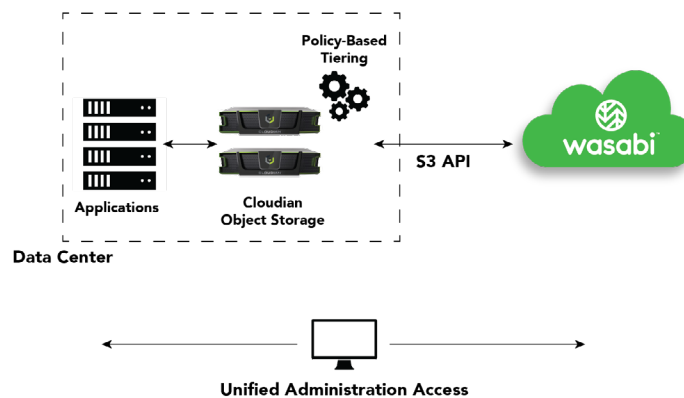 Policy-Based
Tiering
wasabi
S3 API
Applications
Cloudian
Object Storage
Data Center
Unified Administration Access